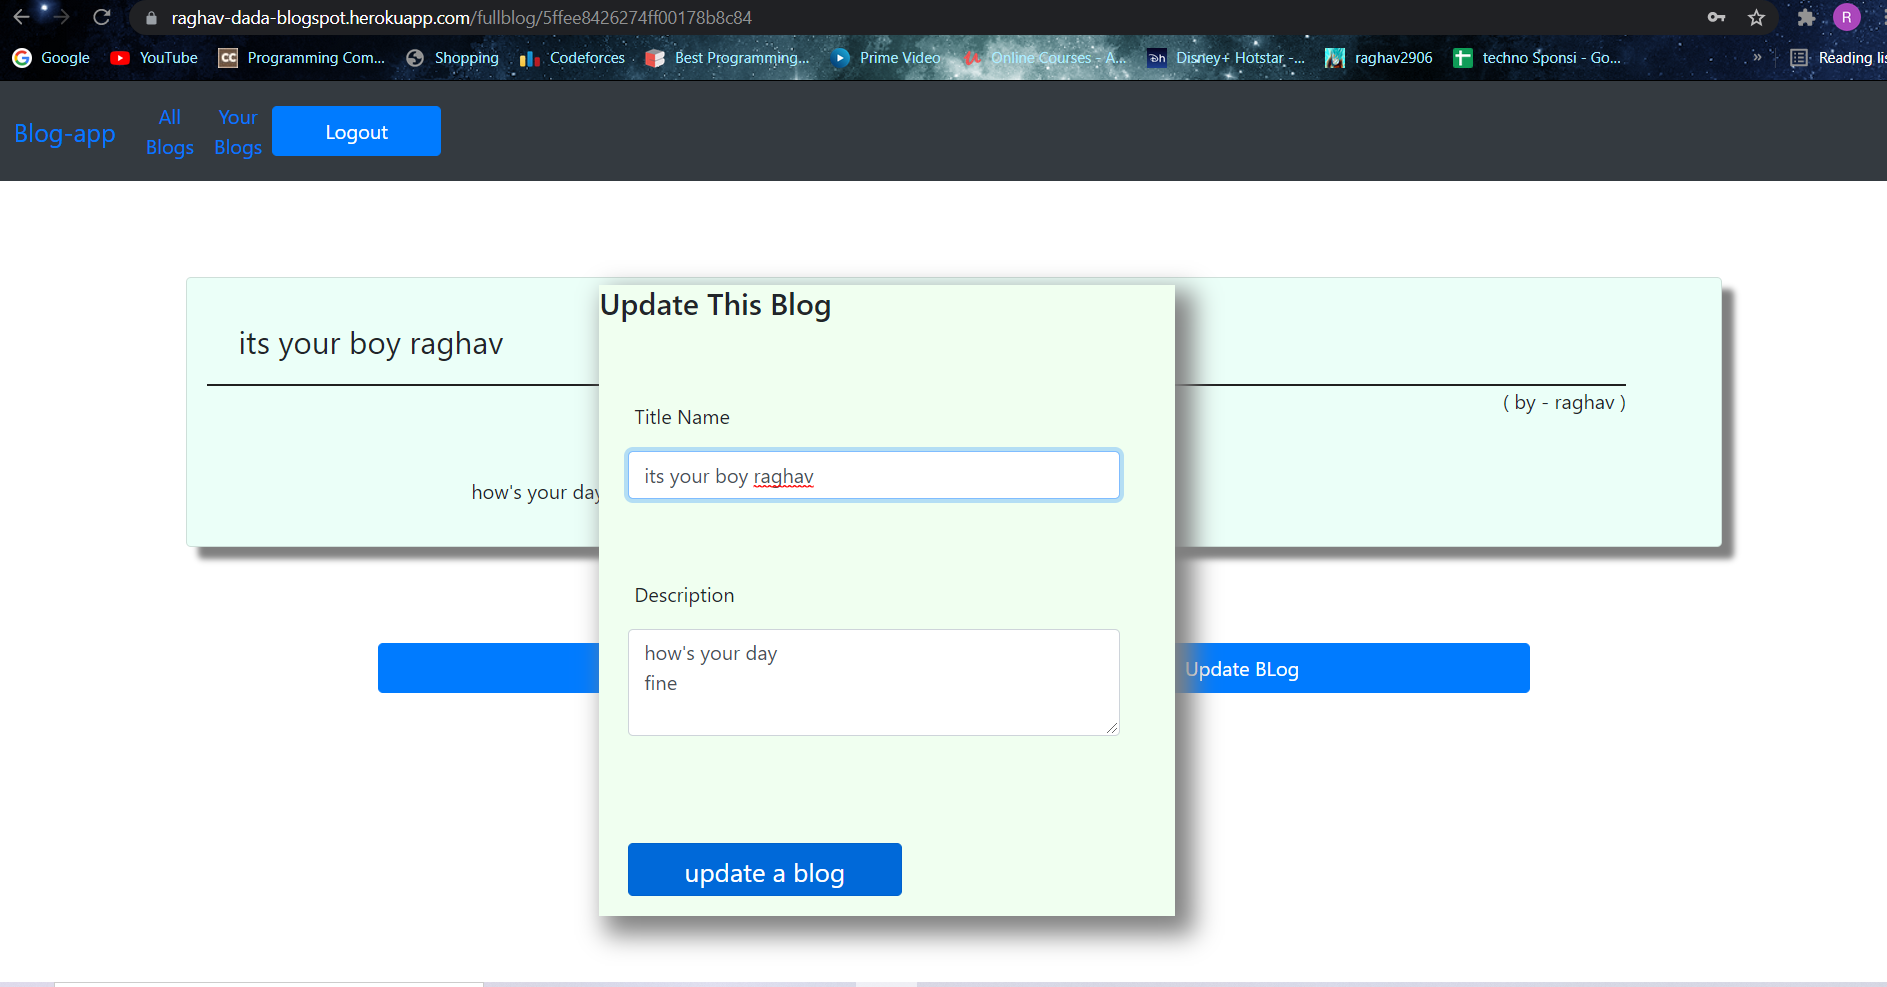 raghav-dada-blogspot.herokuapp.com/fullblog/5ffee8426274ff00178b8c84
R
Google YouTube CC Programming Com... Shopping Codeforces Best Programming... Prime Video Online Courses - A... Disney+ Hotstar -... raghav2906 techno Sponsi - Go... » Reading lis
Blog-app All Blogs Your Blogs Logout
its your boy raghav
( by - raghav )
how's your day
Update This Blog
Title Name
its your boy raghav
Description
how's your day
fine
Update BLog
update a blog